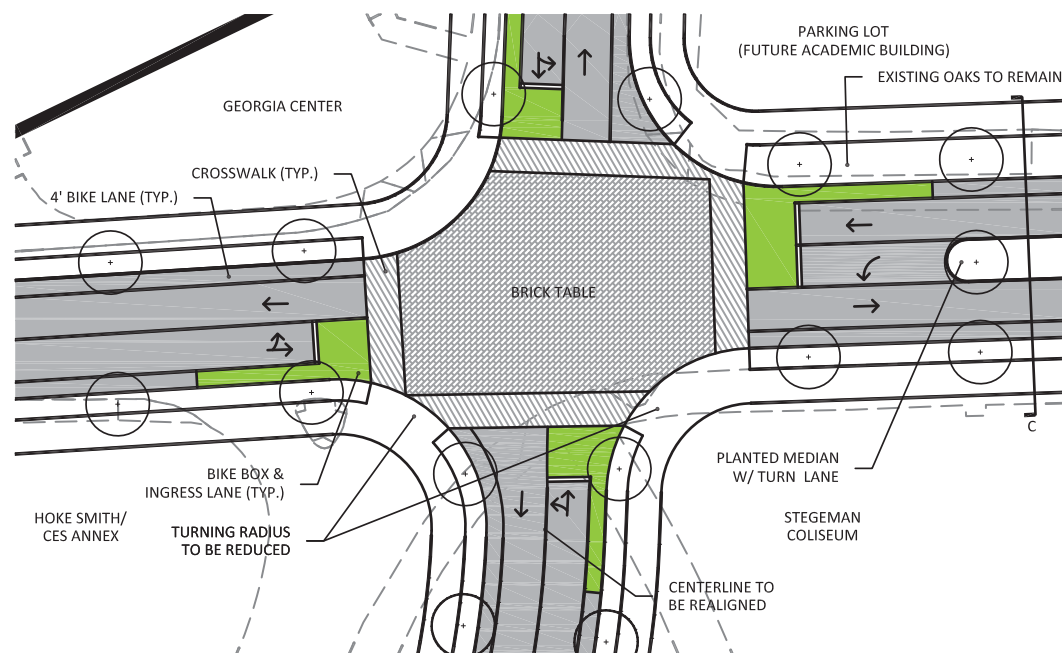 PARKING LOT
(FUTURE ACADEMIC BUILDING)
EXISTING OAKS TO REMAIN
GEORGIA CENTER
CROSSWALK (TYP.)
4' BIKE LANE (TYP.)
BRICK TABLE
C
PLANTED MEDIAN
W/ TURN LANE
BIKE BOX &
INGRESS LANE (TYP.)
HOKE SMITH/
CES ANNEX
TURNING RADIUS
TO BE REDUCED
STEGEMAN
COLISEUM
CENTERLINE TO
BE REALIGNED